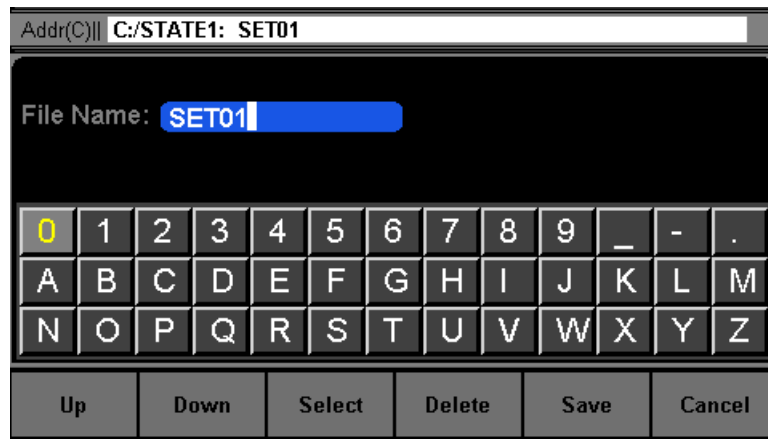 Addr(C)|| C:/STATE1: SET01
File Name: SET01
0 1 2 3 4 5 6 7 8 9 _ - .
A B C D E F G H I J K L M
N O P Q R S T U V W X Y Z
Up Down Select Delete Save Cancel